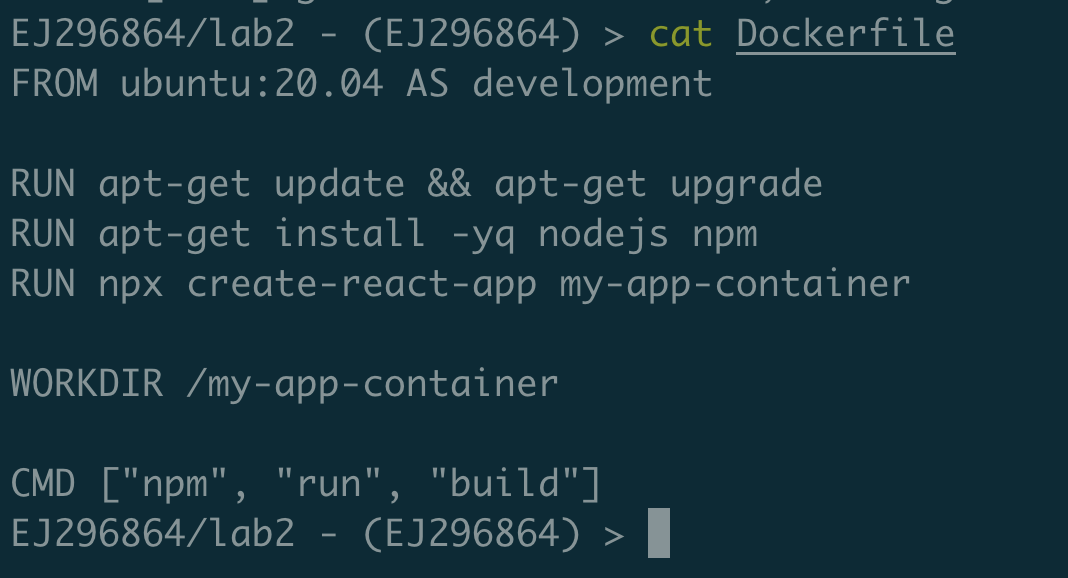 EJ296864/lab2 - (EJ296864) > cat Dockerfile
FROM ubuntu:20.04 AS development
RUN apt-get update && apt-get upgrade
RUN apt-get install -yq nodejs npm
RUN npx create-react-app my-app-container
WORKDIR /my-app-container
CMD ["npm", "run", "build"]
EJ296864/lab2 - (EJ296864) >